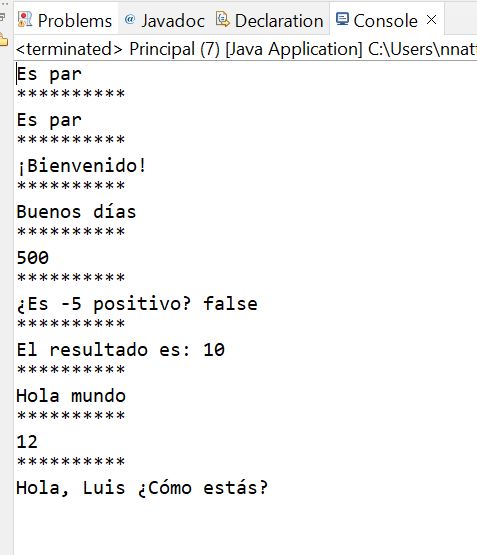 Problems @ Javadoc Declaration Console
<terminated> Principal (7) [Java Application] C:\Users\nnatt
Es par
**********
Es par
**********
¡Bienvenido!
**********
Buenos días
**********
500
**********
¿Es -5 positivo? false
**********
El resultado es: 10
**********
Hola mundo
**********
12
**********
Hola, Luis ¿Cómo estás?